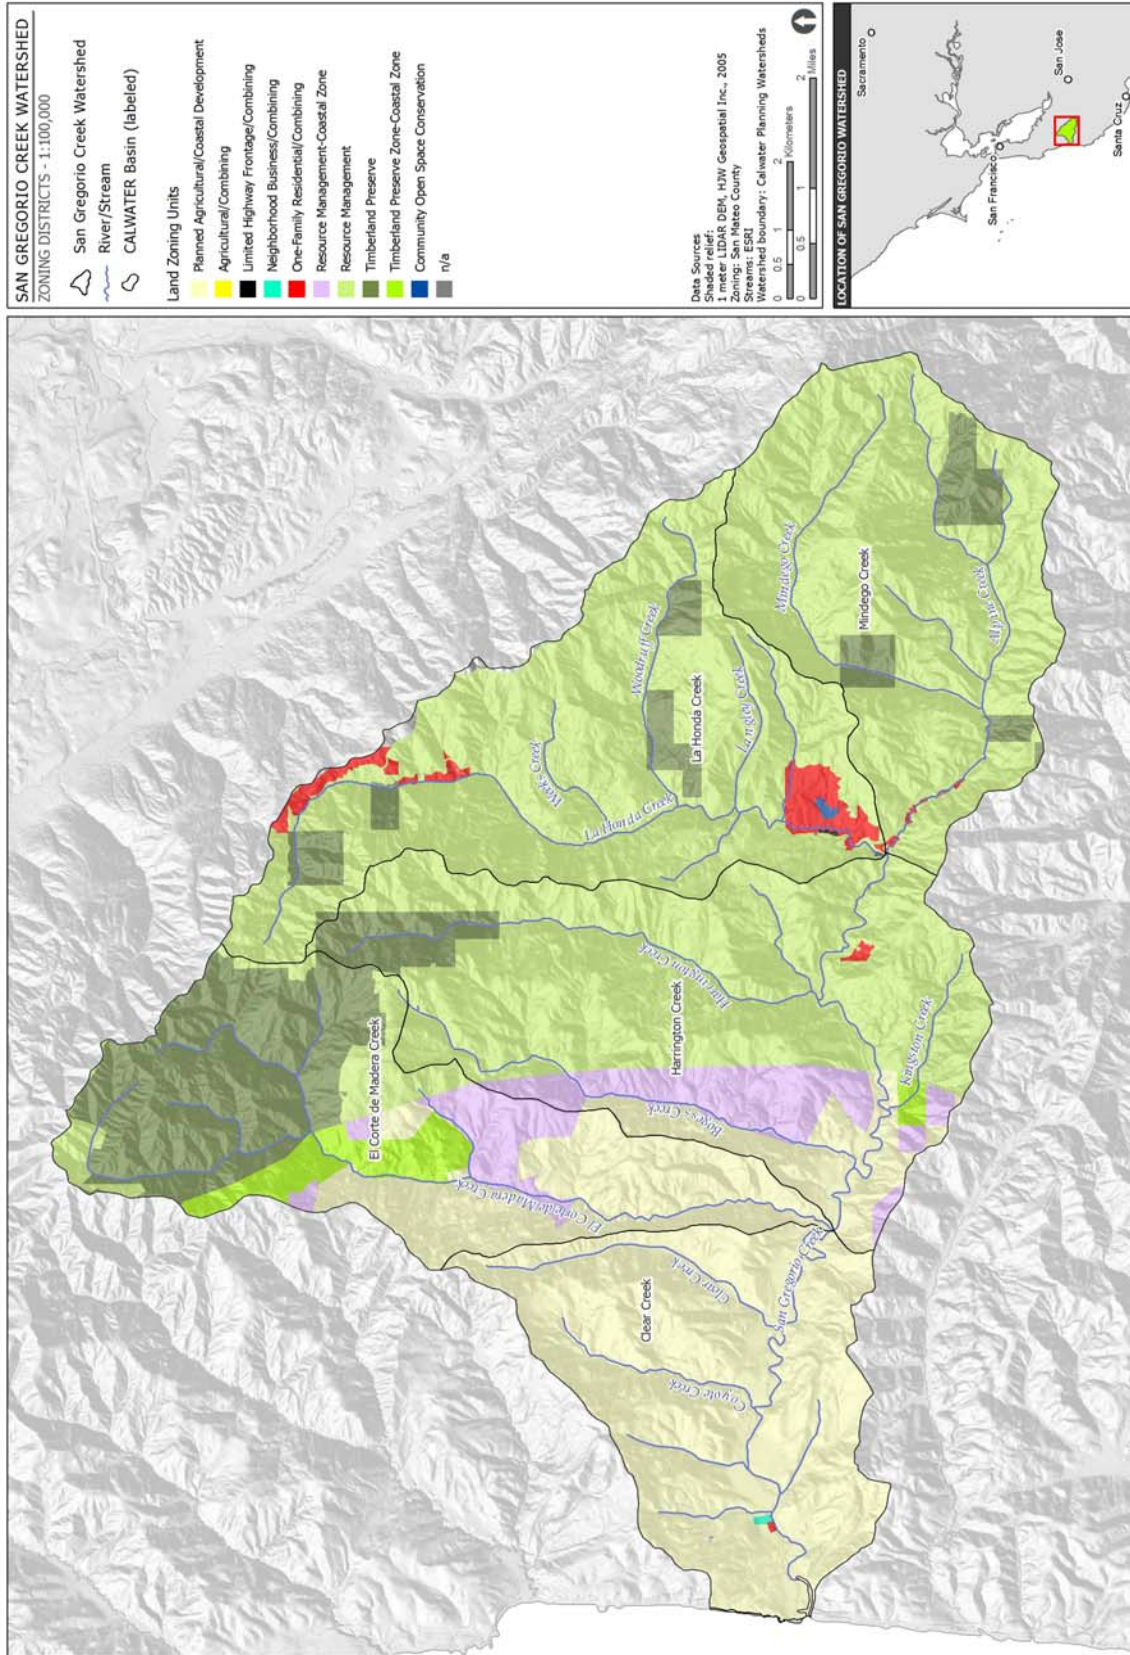 SAN GREGORIO CREEK WATERSHED
ZONING DISTRICTS - 1:100,000
San Gregorio Creek Watershed
River/Stream
CALWATER Basin (labeled)
Land Zoning Units
Planned Agricultural/Coastal Development
Agricultural/Combining
Limited Highway Frontage/Combining
Neighborhood Business/Combining
One-Family Residential/Combining
Resource Management-Coastal Zone
Resource Management
Timberland Preserve
Timberland Preserve Zone-Coastal Zone
Community Open Space Conservation
n/a
Data Sources
Shaded relief:
1 meter LIDAR DEM, HJW Geospatial Inc., 2005
Zoning: San Mateo County
Streams: ESRI
Watershed boundary: Calwater Planning Watersheds
0 0.5 1 2
Kilometers
0 0.5 1 2
Miles
LOCATION OF SAN GREGORIO WATERSHED
Sacramento
San Francisco
San Jose
Santa Cruz
El Corte de Madera Creek
El Corte de Madera Creek
Clear Creek
Clear Creek
Coyote Creek
San Gregorio Creek
Bogess Creek
Harrington Creek
Harrington Creek
Kingston Creek
Weeks Creek
La Honda Creek
Woodruff Creek
La Honda Creek
Langley Creek
Mindego Creek
Mindego Creek
Alpine Creek